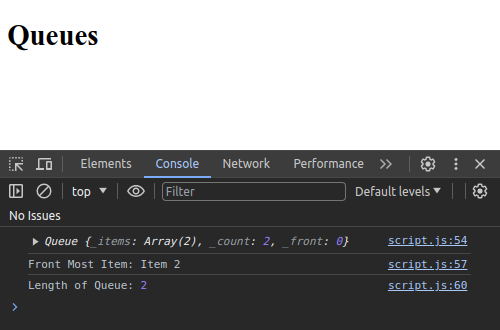 Queues
Elements Console Network Performance
top Filter Default levels
No Issues
Queue {_items: Array(2), _count: 2, _front: 0} script.js:54
Front Most Item: Item 2 script.js:57
Length of Queue: 2 script.js:60